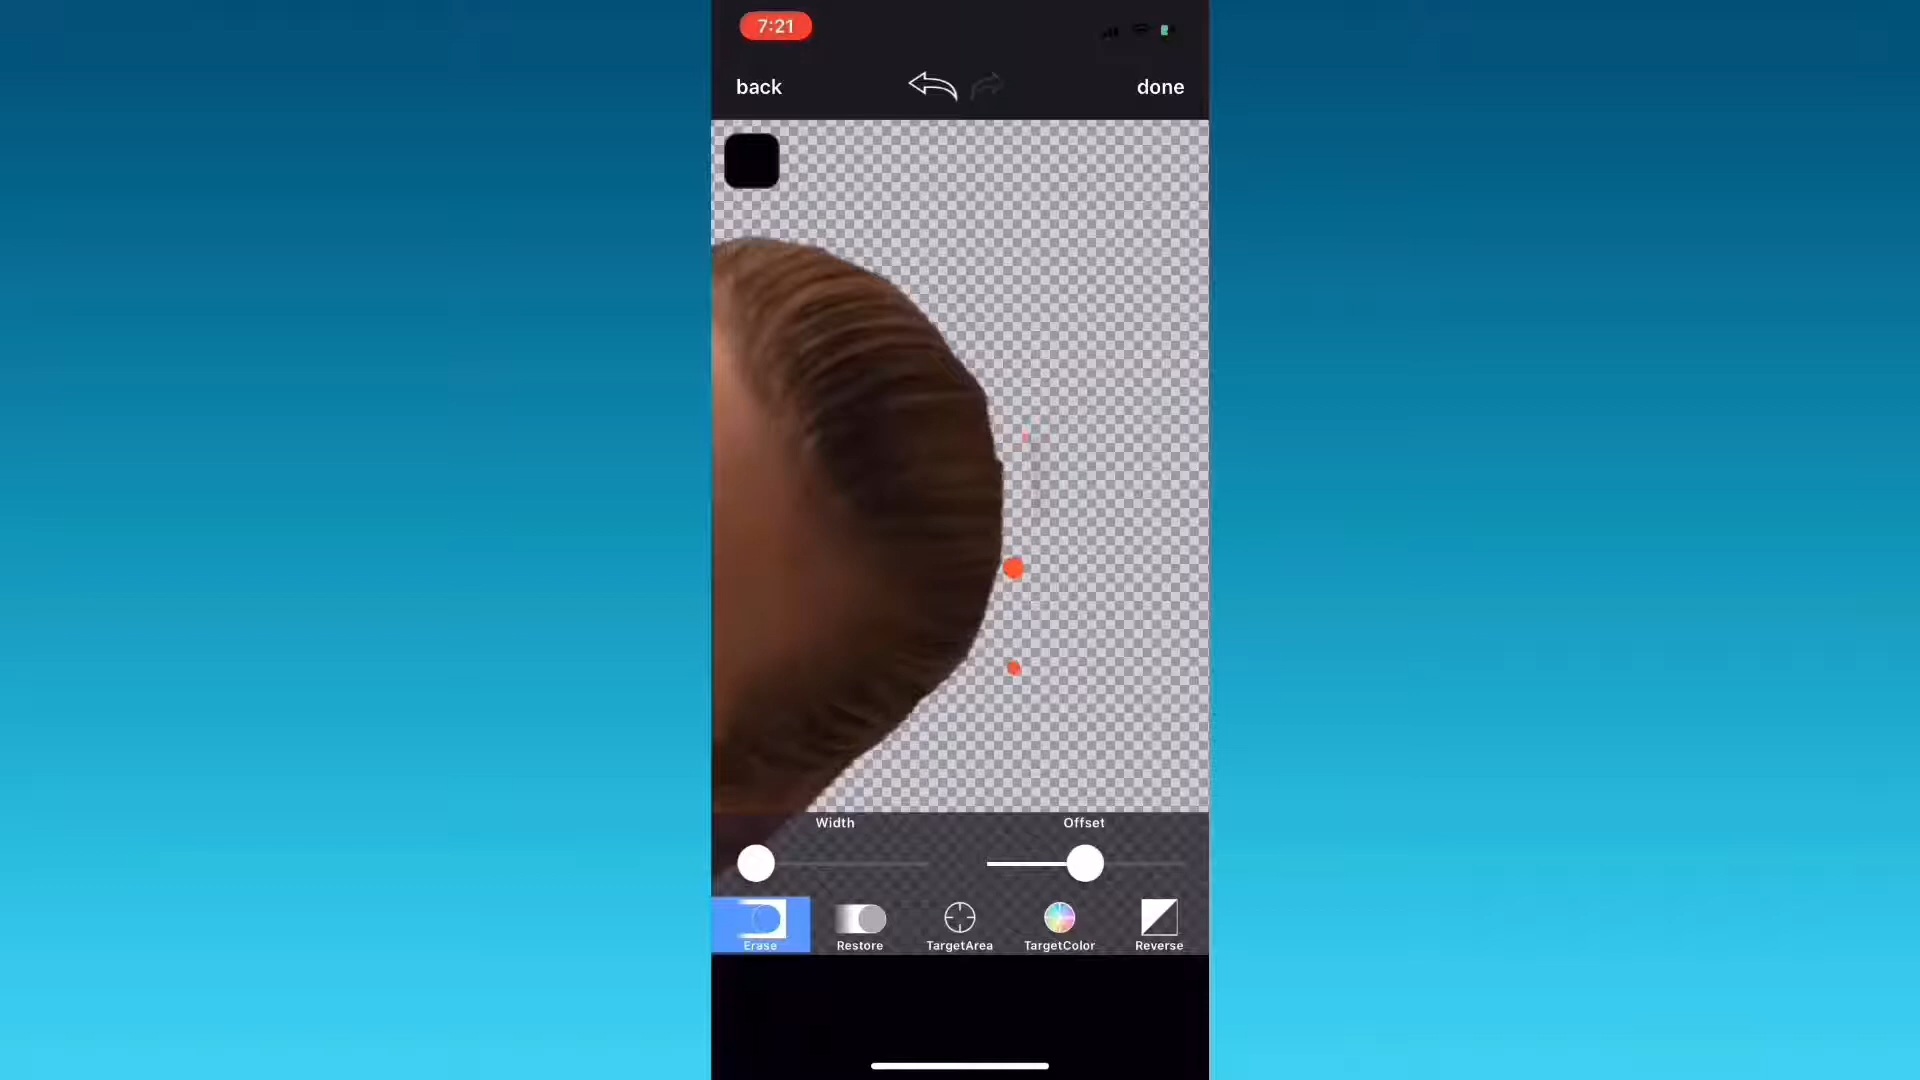 7:21
back
done
Width
Offset
Erase
Restore
TargetArea
TargetColor
Reverse